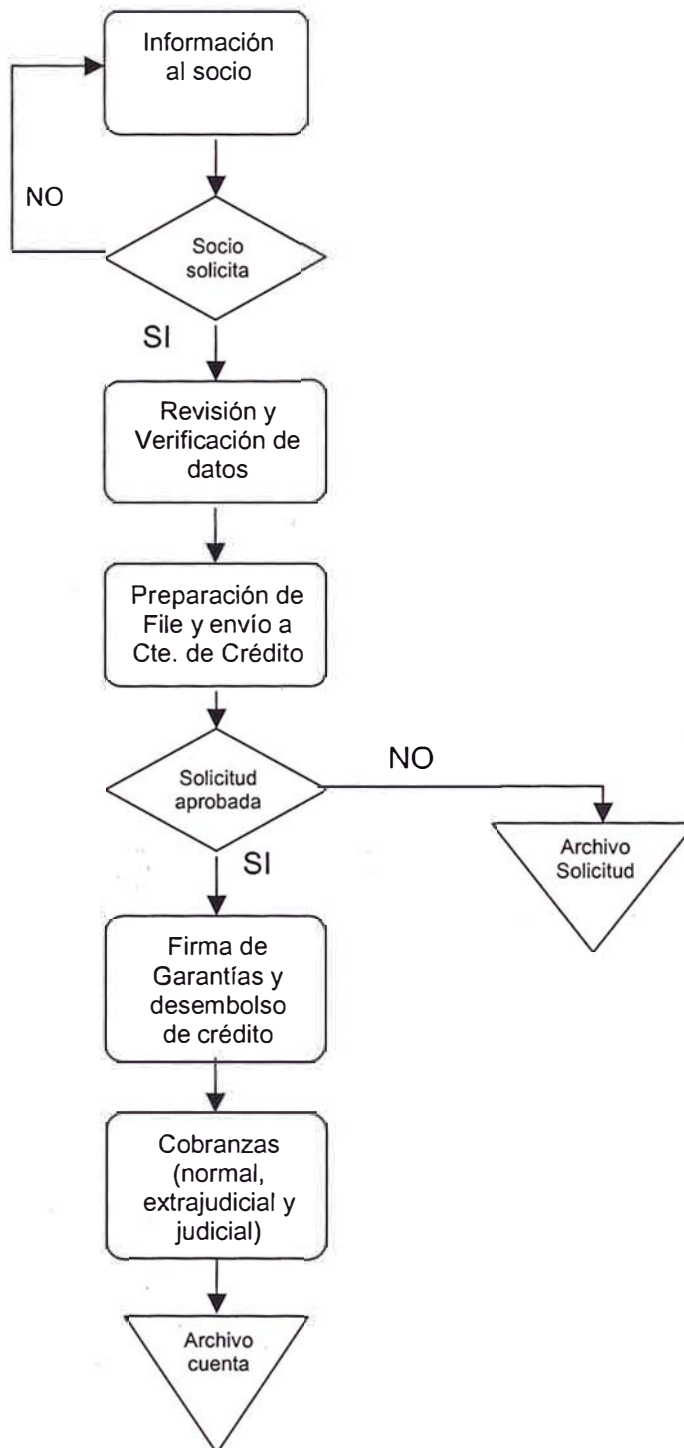 Información
al socio
NO
Socio
solicita
SI
Revisión y
Verificación de
datos
Preparación de
File y envío a
Cte. de Crédito
Solicitud
aprobada
NO
SI
Archivo
Solicitud
Firma de
Garantías y
desembolso
de crédito
Cobranzas
(normal,
extrajudicial y
judicial)
Archivo
cuenta